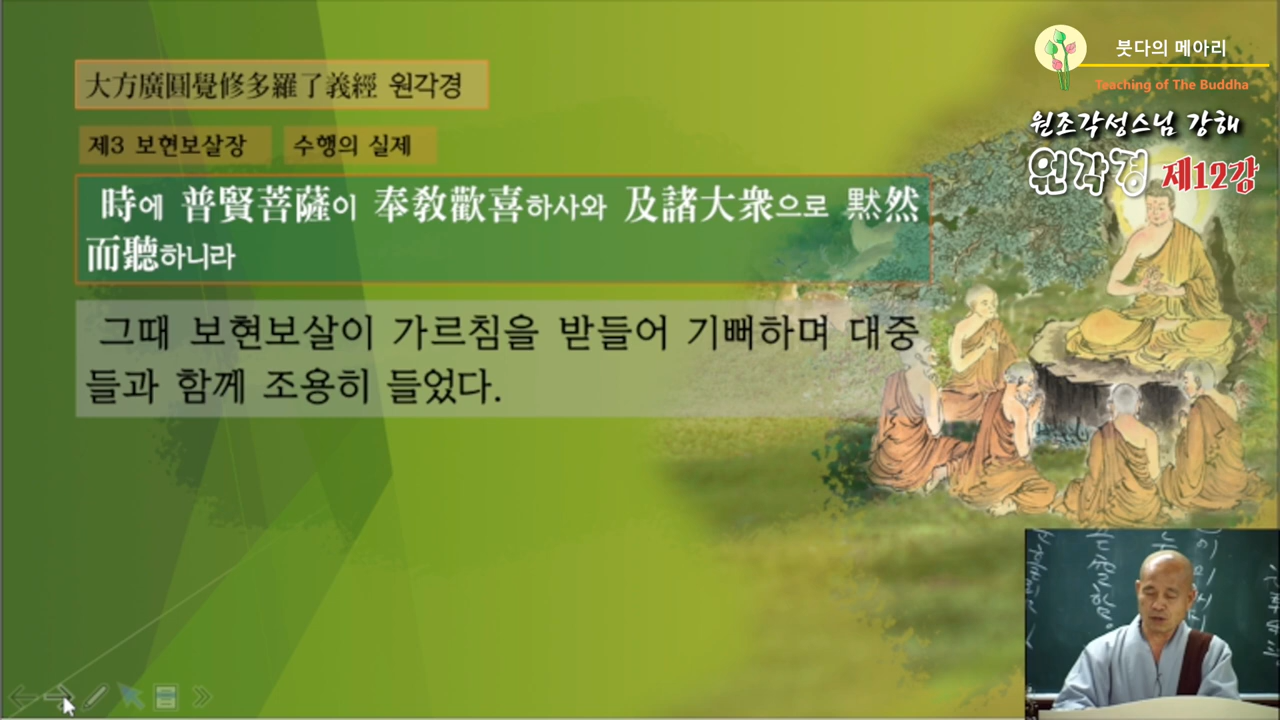 大方廣圓覺修多羅了義經 원각경
제3 보현보살장
수행의 실제
時에 普賢菩薩이 奉教歡喜하사와 及諸大衆으로 黙然
而聽하니라
그때 보현보살이 가르침을 받들어 기뻐하며 대중
들과 함께 조용히 들었다.
붓다의 메아리
Teaching of The Buddha
원조각성스님 강해
원각경 제12강